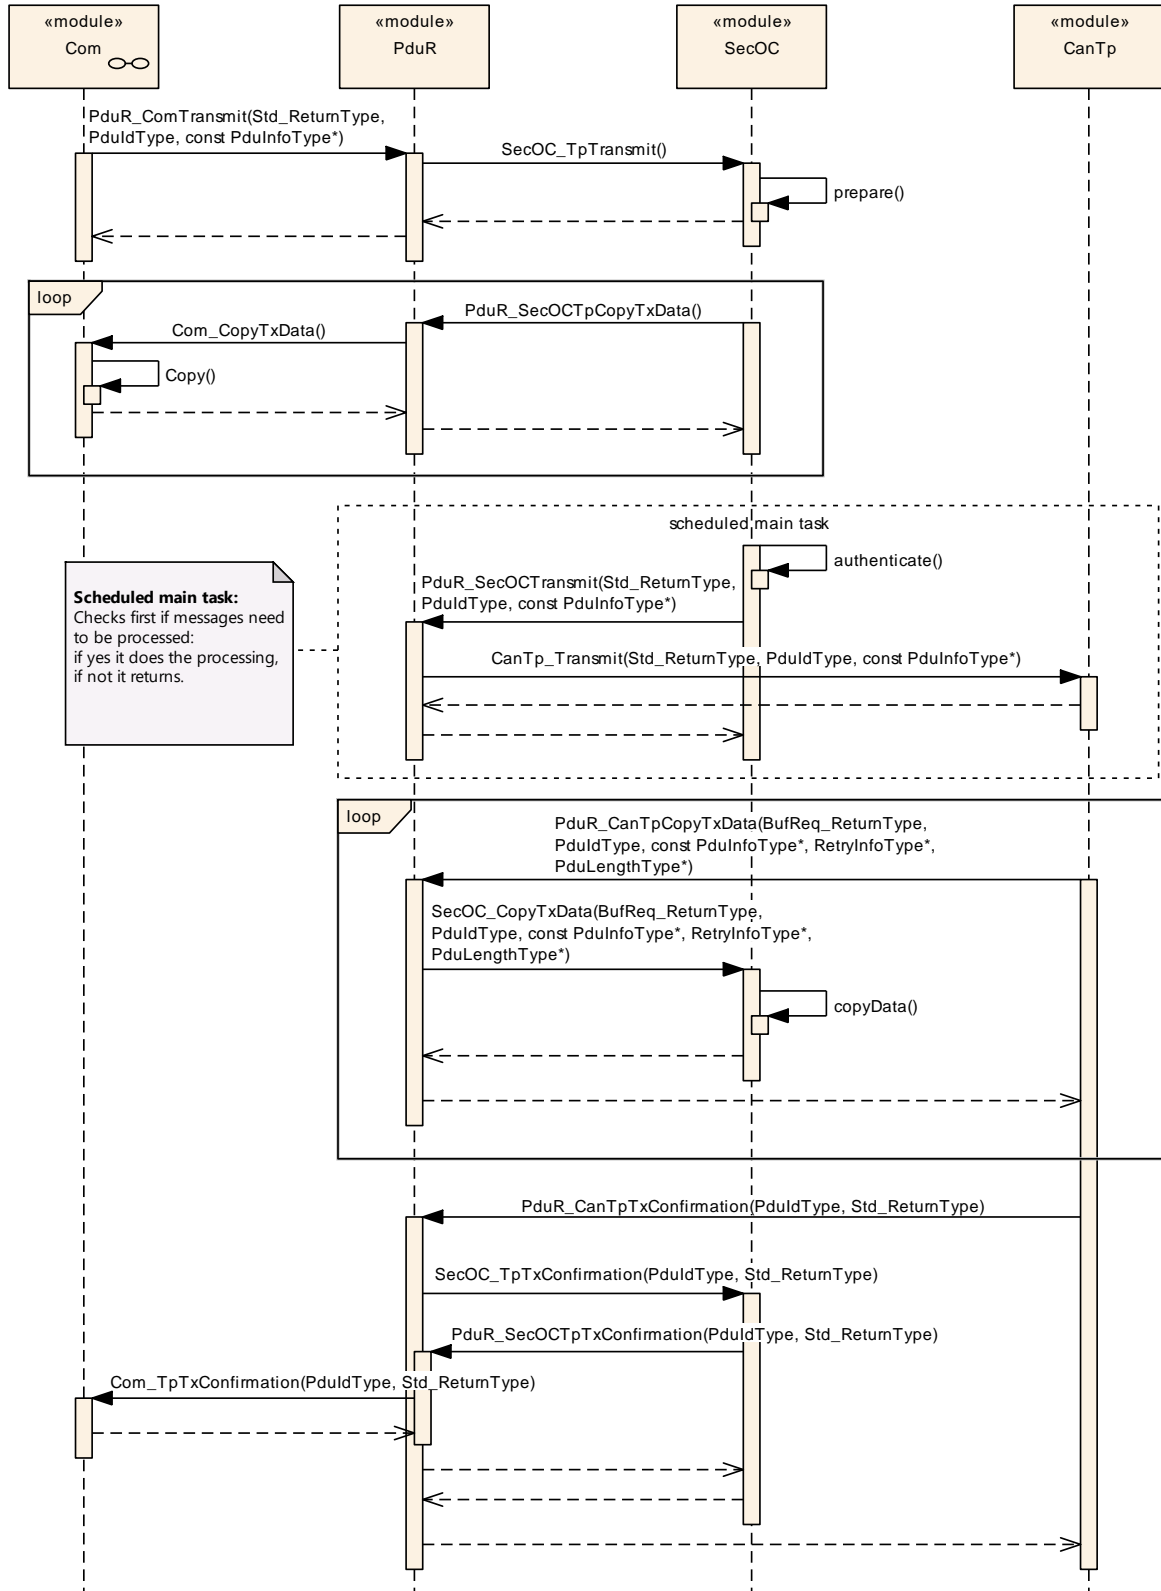 «module»
Com
«module»
PduR
«module»
SecOC
«module»
CanTp
PduR_ComTransmit(Std_ReturnType,
PduIdType, const PduInfoType*)
SecOC_TpTransmit()
prepare()
loop
PduR_SecOCTpCopyTxData()
Com_CopyTxData()
Copy()
scheduled main task
authenticate()
PduR_SecOCTransmit(Std_ReturnType,
PduIdType, const PduInfoType*)
Scheduled main task:
Checks first if messages need
to be processed:
if yes it does the processing,
if not it returns.
CanTp_Transmit(Std_ReturnType, PduIdType, const PduInfoType*)
loop
PduR_CanTpCopyTxData(BufReq_ReturnType,
PduIdType, const PduInfoType*, RetryInfoType*,
PduLengthType*)
SecOC_CopyTxData(BufReq_ReturnType,
PduIdType, const PduInfoType*, RetryInfoType*,
PduLengthType*)
copyData()
PduR_CanTpTxConfirmation(PduIdType, Std_ReturnType)
SecOC_TpTxConfirmation(PduIdType, Std_ReturnType)
PduR_SecOCTpTxConfirmation(PduIdType, Std_ReturnType)
Com_TpTxConfirmation(PduIdType, Std_ReturnType)